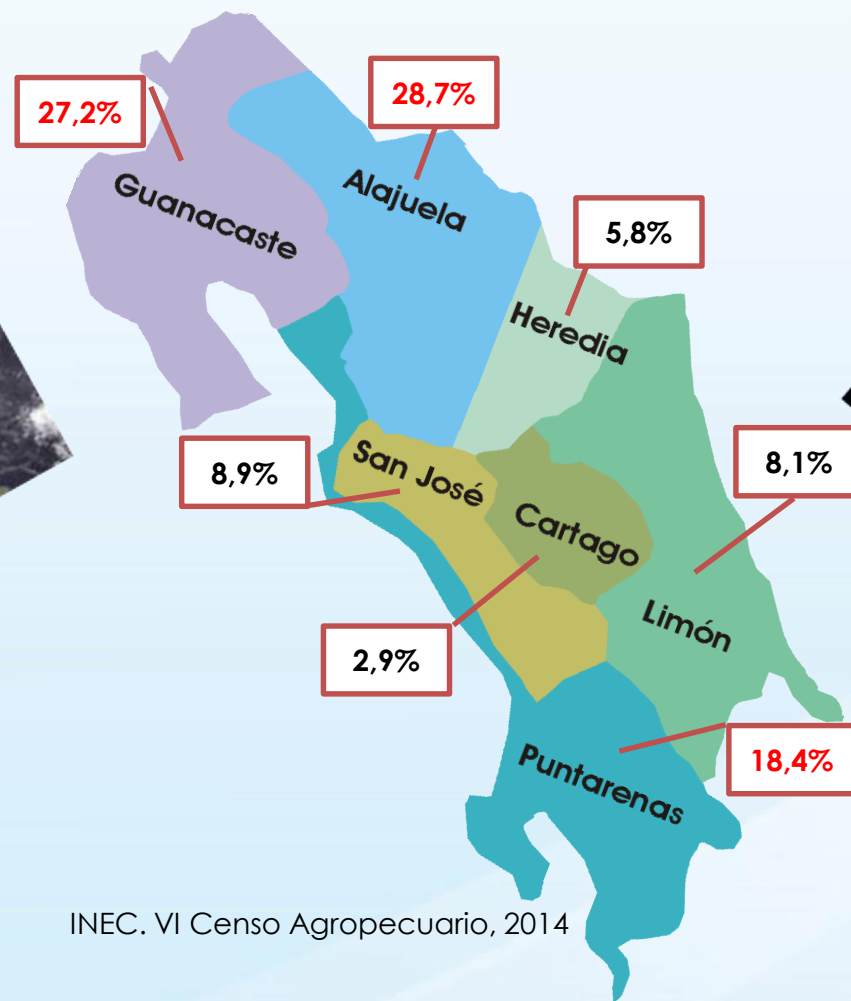 28,7%
27,2%
Alajuela
Guanacaste
5,8%
Heredia
8,9%
San José
8,1%
Cartago
Limón
2,9%
18,4%
Puntarenas
INEC. VI Censo Agropecuario, 2014